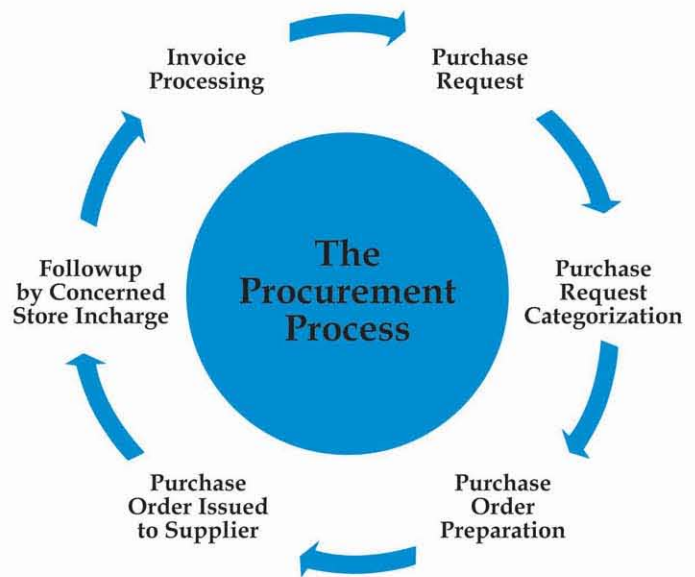 Invoice
Processing
Purchase
Request
Purchase
Request
Categorization
Purchase
Order
Preparation
Purchase
Order Issued
to Supplier
Followup
by Concerned
Store Incharge
The
Procurement
Process